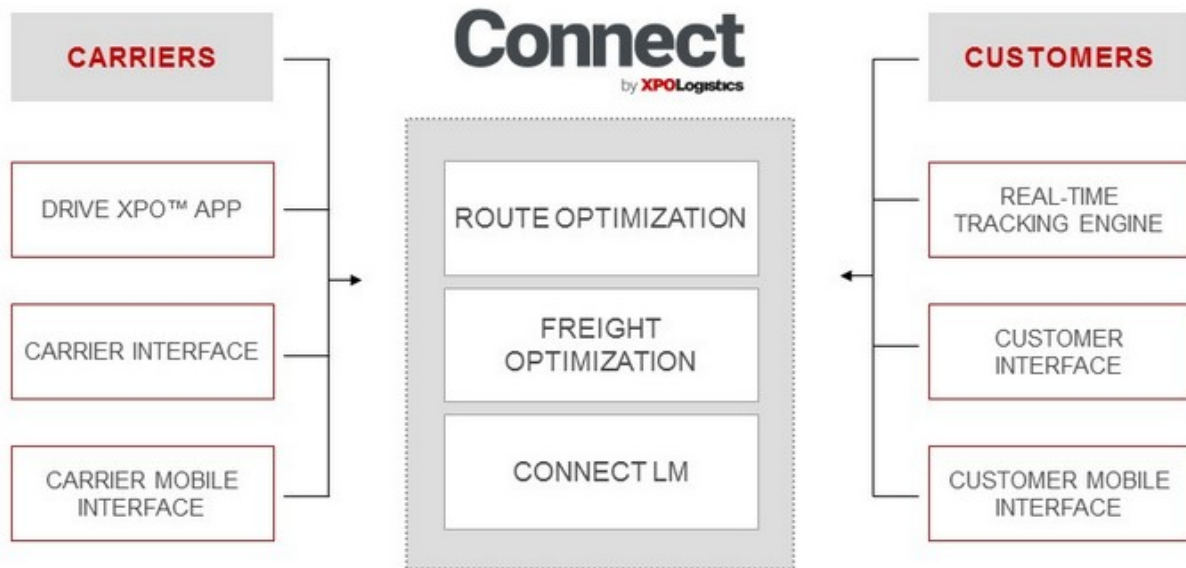 CARRIERS
DRIVE XPO™ APP
CARRIER INTERFACE
CARRIER MOBILE
INTERFACE
Connect
by XPOLogistics
ROUTE OPTIMIZATION
FREIGHT
OPTIMIZATION
CONNECT LM
CUSTOMERS
REAL-TIME
TRACKING ENGINE
CUSTOMER
INTERFACE
CUSTOMER MOBILE
INTERFACE